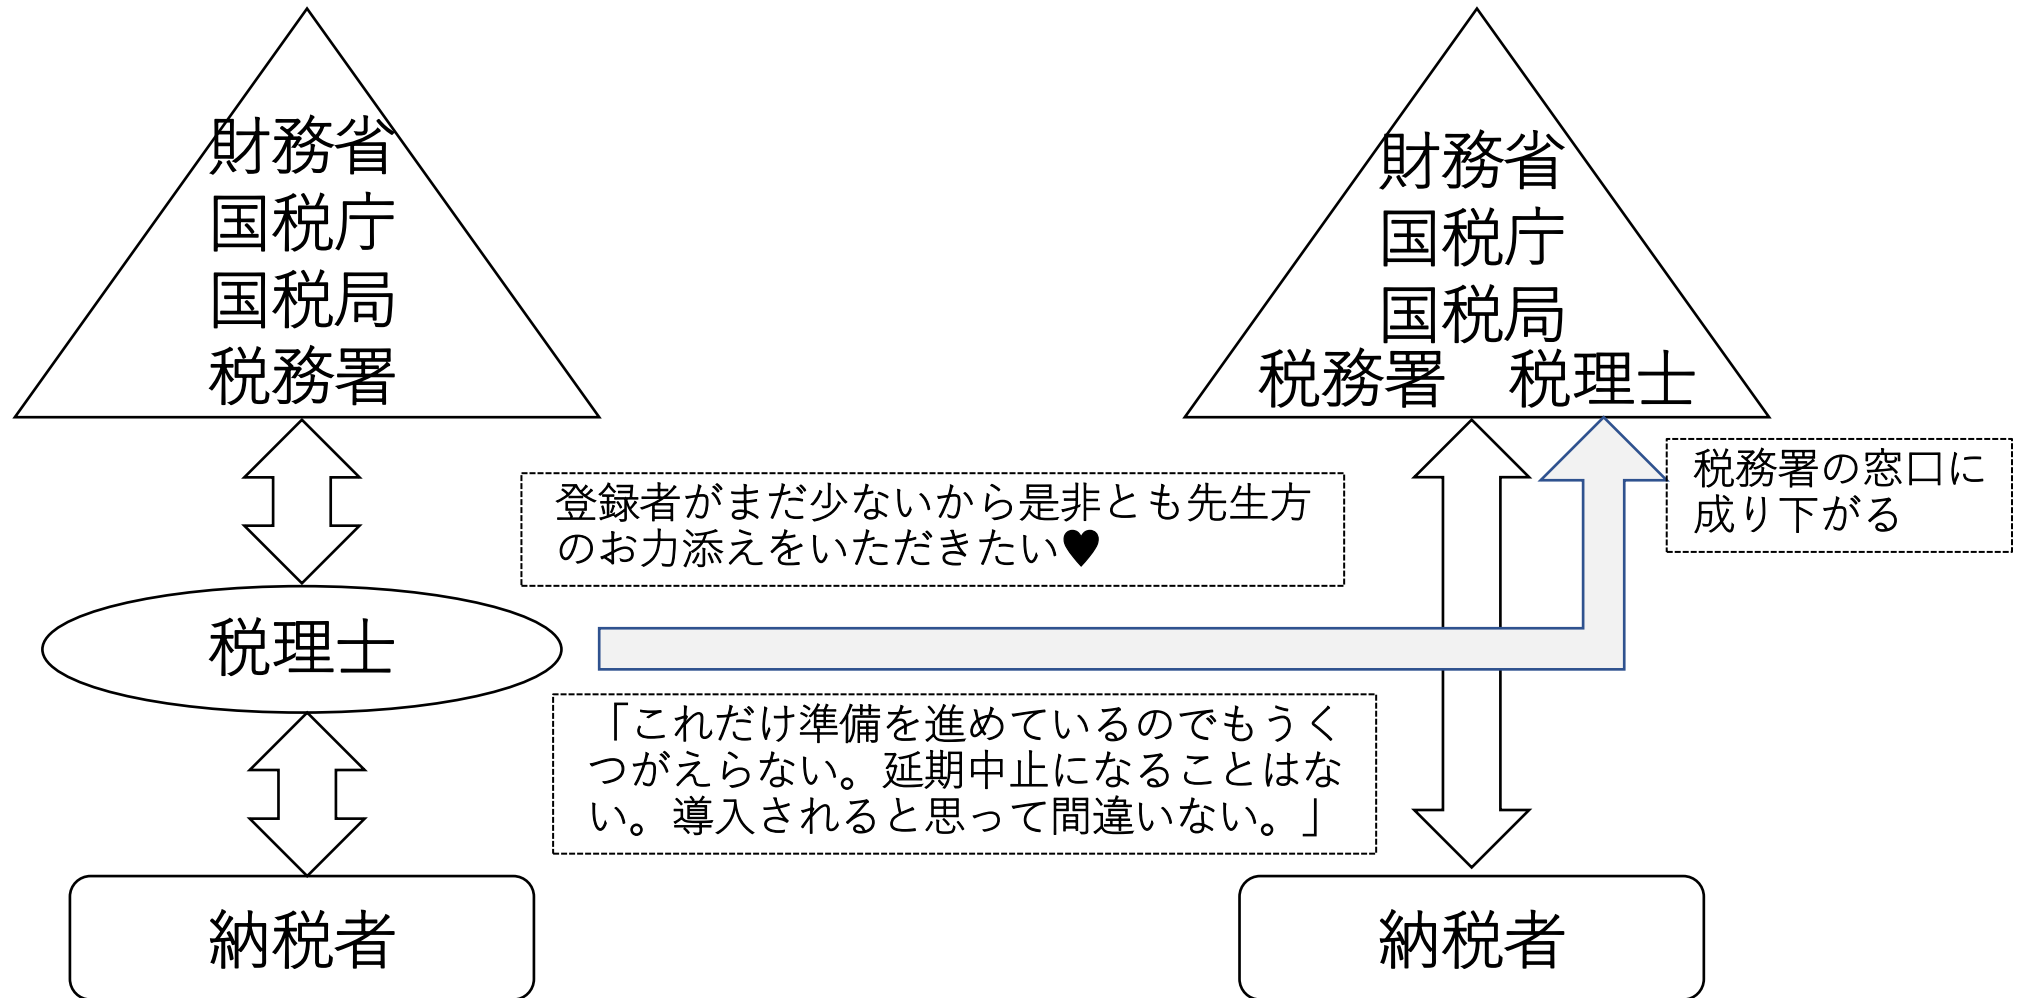 財務省
国税庁
国税局
税務署
税理士
納税者
登録者がまだ少ないから是非とも先生方
のお力添えをいただきたい♥
「これだけ準備を進めているのでもうく
つがえらない。延期中止になることはな
い。導入されると思って間違いない。」
財務省
国税庁
国税局
税務署　税理士
税務署の窓口に
成り下がる
納税者